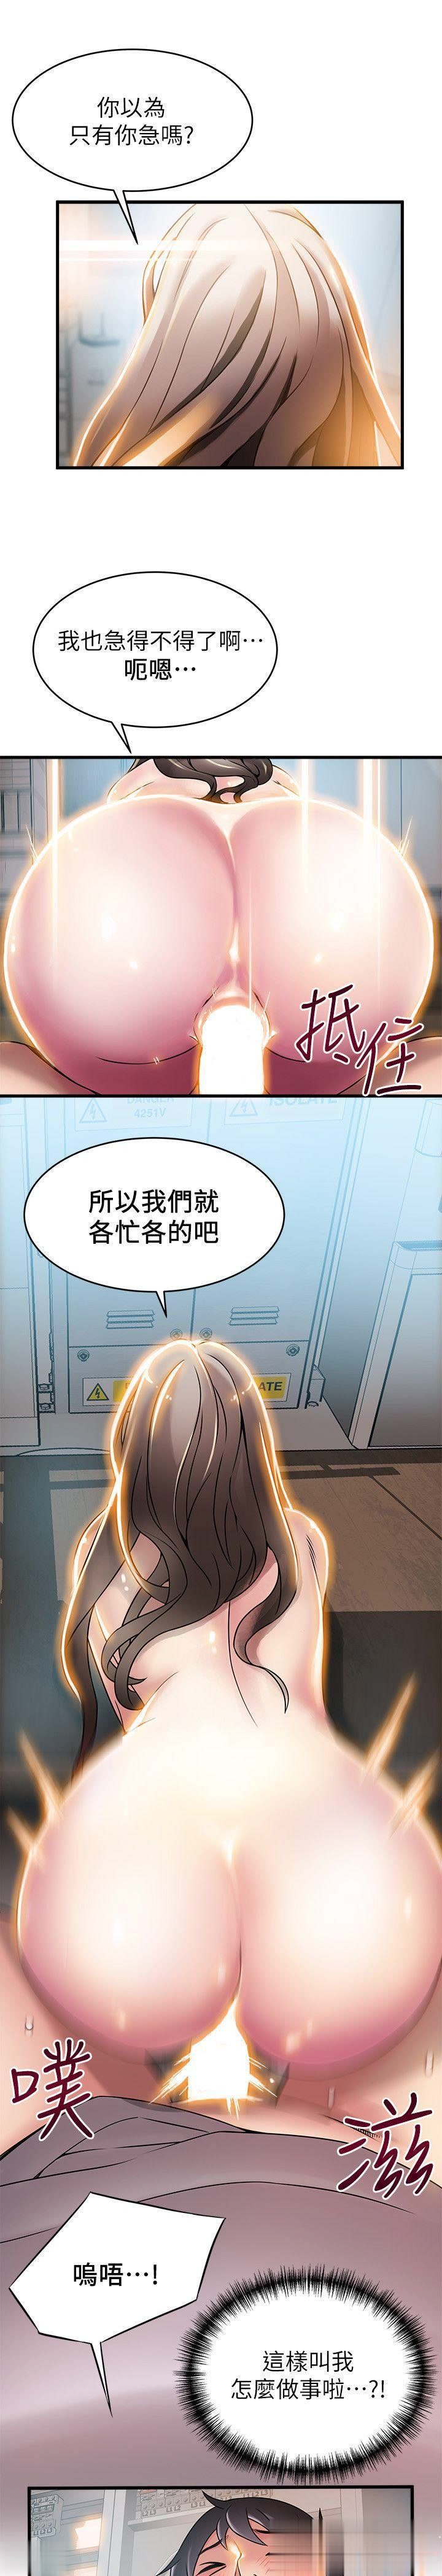 你以為
只有你急嗎?
我也急得不得了啊…
呃嗯…
抵住
DANGER
4261V
ISOLATE
所以我們就
各忙各的吧
噗
滋
嗚唔…!
這樣叫我
怎麼做事啦…?!